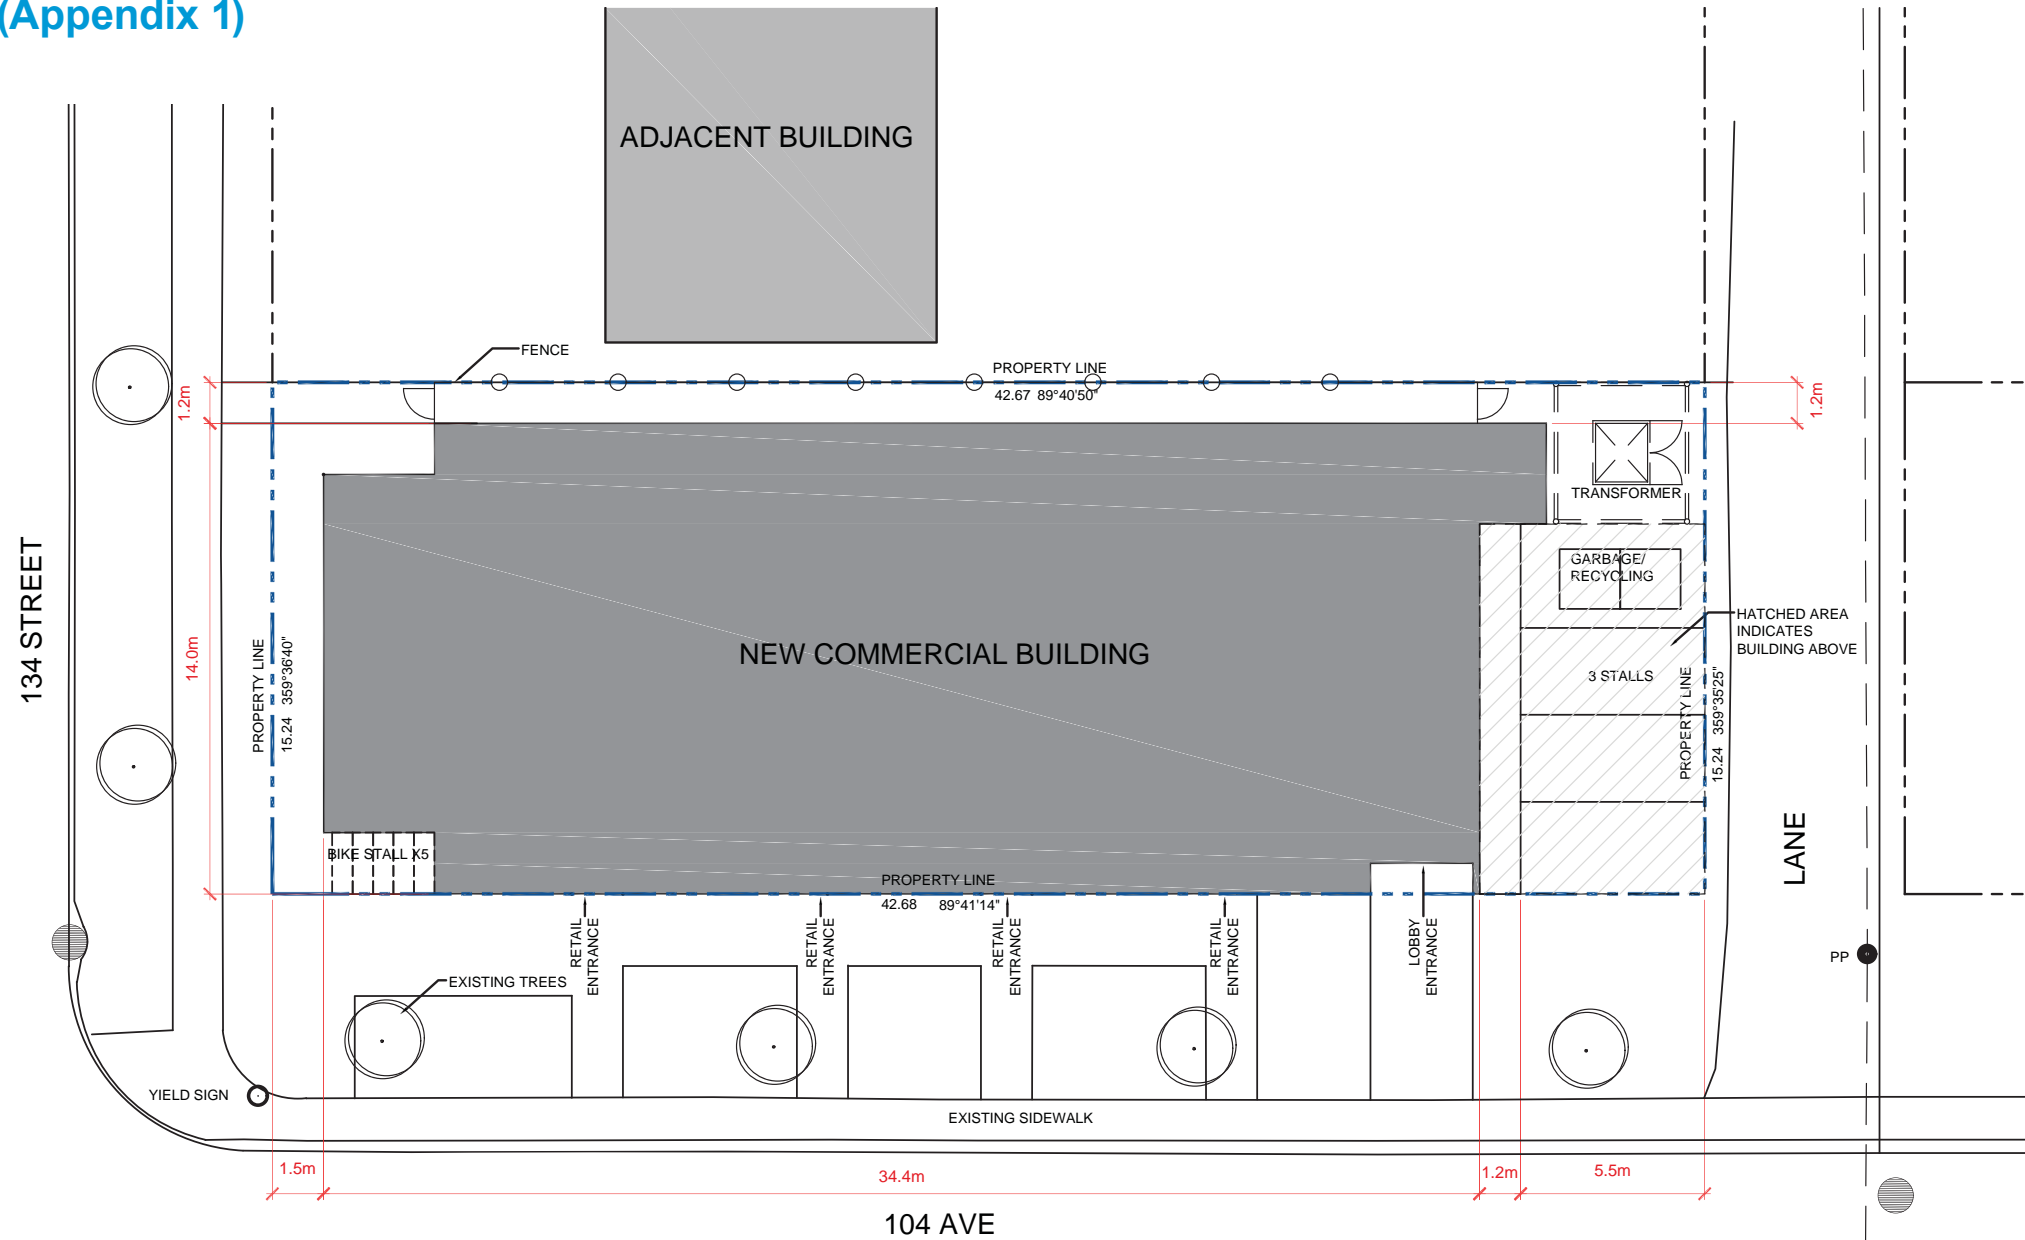 (Appendix 1)
ADJACENT BUILDING
FENCE
PROPERTY LINE
42.67 89°40'50"
1.2m
1.2m
TRANSFORMER
GARBAGE/
RECYCLING
HATCHED AREA
INDICATES
BUILDING ABOVE
134 STREET
14.0m
PROPERTY LINE
15.24 359°36'40"
NEW COMMERCIAL BUILDING
3 STALLS
PROPERTY LINE
15.24 359°35'25"
LANE
BIKE STALL X5
PROPERTY LINE
42.68 89°41'14"
RETAIL
ENTRANCE
RETAIL
ENTRANCE
RETAIL
ENTRANCE
RETAIL
ENTRANCE
LOBBY
ENTRANCE
PP
EXISTING TREES
YIELD SIGN
EXISTING SIDEWALK
1.5m
34.4m
1.2m
5.5m
104 AVE